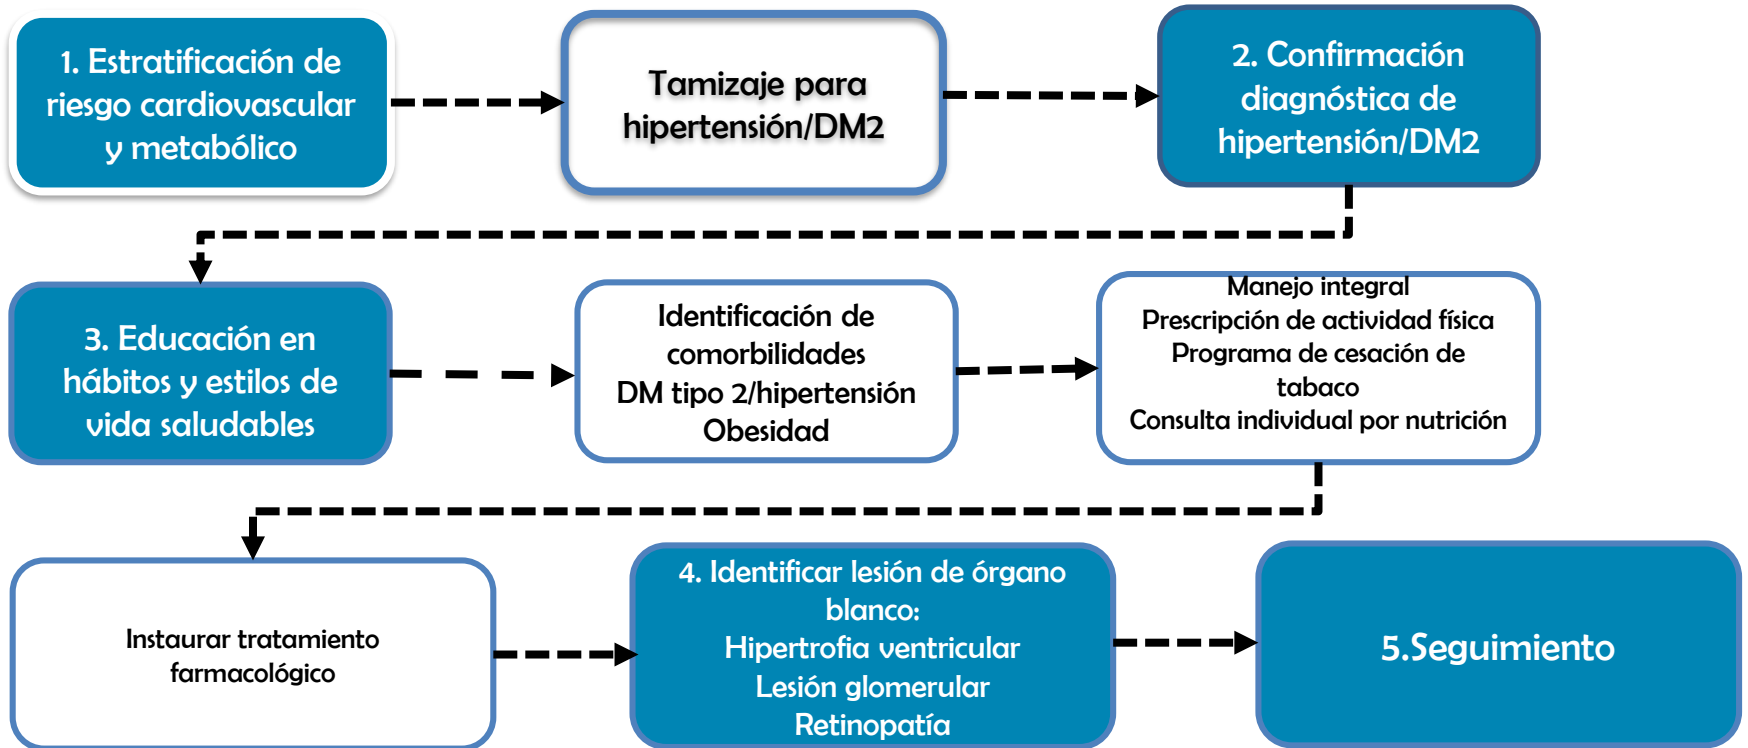 1. Estratificación de
riesgo cardiovascular
y metabólico
Tamizaje para
hipertensión/DM2
2. Confirmación
diagnóstica de
hipertensión/DM2
3. Educación en
hábitos y estilos de
vida saludables
Identificación de
comorbilidades
DM tipo 2/hipertensión
Obesidad
Manejo integral
Prescripción de actividad física
Programa de cesación de
tabaco
Consulta individual por nutrición
Instaurar tratamiento
farmacológico
4. Identificar lesión de órgano
blanco:
Hipertrofia ventricular
Lesión glomerular
Retinopatía
5.Seguimiento